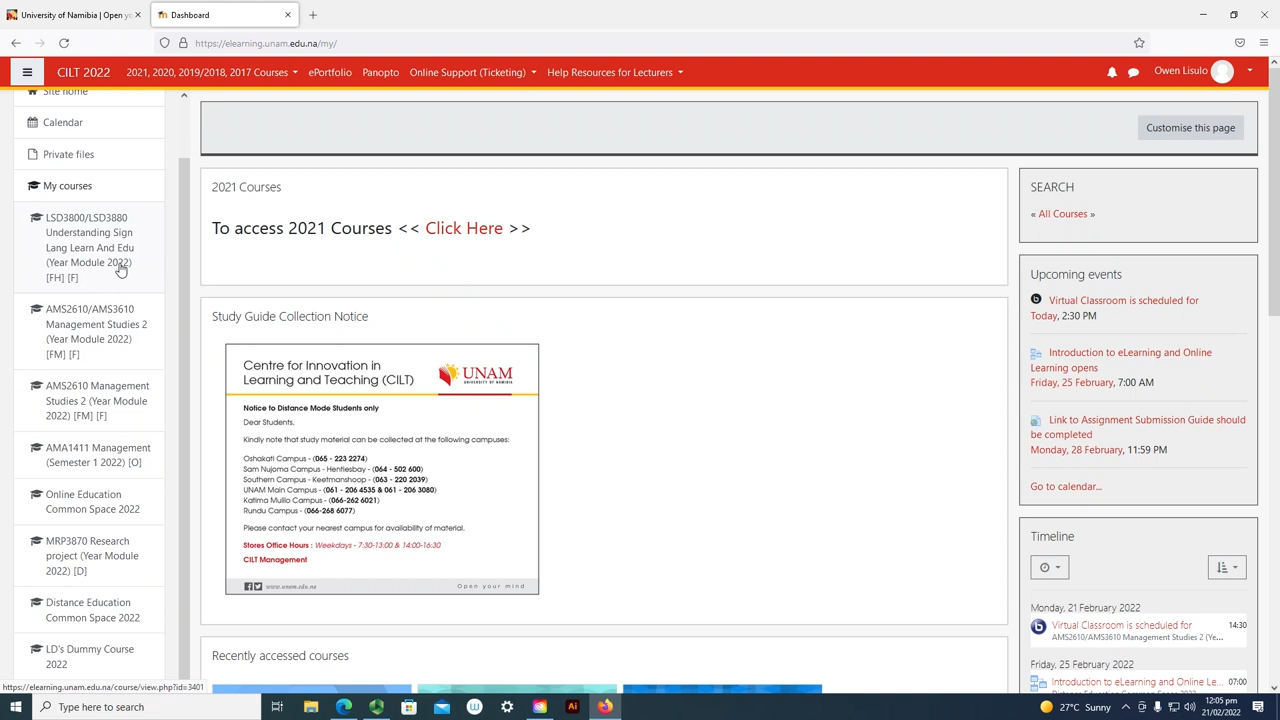 University of Namibia | Open yo
Dashboard
https://elearning.unam.edu.na/my/
CILT 2022
2021, 2020, 2019/2018, 2017 Courses
ePortfolio
Panopto
Online Support (Ticketing)
Help Resources for Lecturers
Owen Lisulo
Site home
Calendar
Private files
My courses
LSD3800/LSD3880
Understanding Sign
Lang Learn And Edu
(Year Module 2022)
[FH] [F]
AMS2610/AMS3610
Management Studies 2
(Year Module 2022)
[FM] [F]
AMS2610 Management
Studies 2 (Year Module
2022) [FM] [F]
AMA1411 Management
(Semester 1 2022) [O]
Online Education
Common Space 2022
MRP3870 Research
project (Year Module
2022) [D]
Distance Education
Common Space 2022
LD's Dummy Course
2022
Customise this page
2021 Courses
To access 2021 Courses << Click Here >>
Study Guide Collection Notice
Centre for Innovation in
Learning and Teaching (CILT)
UNAM
UNIVERSITY OF NAMIBIA
Notice to Distance Mode Students only
Dear Students,
Kindly note that study material can be collected at the following campuses:
Oshakati Campus - (065 - 223 2274)
Sam Nujoma Campus - Hentiesbay - (064 - 502 600)
Southern Campus - Keetmanshoop - (063 - 220 2039)
UNAM Main Campus - (061 - 206 4535 & 061 - 206 3080)
Katima Mulilo Campus - (066-262 6021)
Rundu Campus - (066-268 6077)
Please contact your nearest campus for availability of material.
Stores Office Hours : Weekdays - 7:30-13:00 & 14:00-16:30
CILT Management
www.unam.edu.na
Open your mind
Recently accessed courses
SEARCH
« All Courses »
Upcoming events
Virtual Classroom is scheduled for
Today, 2:30 PM
Introduction to eLearning and Online
Learning opens
Friday, 25 February, 7:00 AM
Link to Assignment Submission Guide should
be completed
Monday, 28 February, 11:59 PM
Go to calendar...
Timeline
Monday, 21 February 2022
Virtual Classroom is scheduled for 14:30
AMS2610/AMS3610 Management Studies 2 (Ye...
Friday, 25 February 2022
Introduction to eLearning and Online Le... 07:00
https://elearning.unam.edu.na/course/view.php?id=3401
Type here to search
27°C Sunny
12:05 pm
21/02/2022